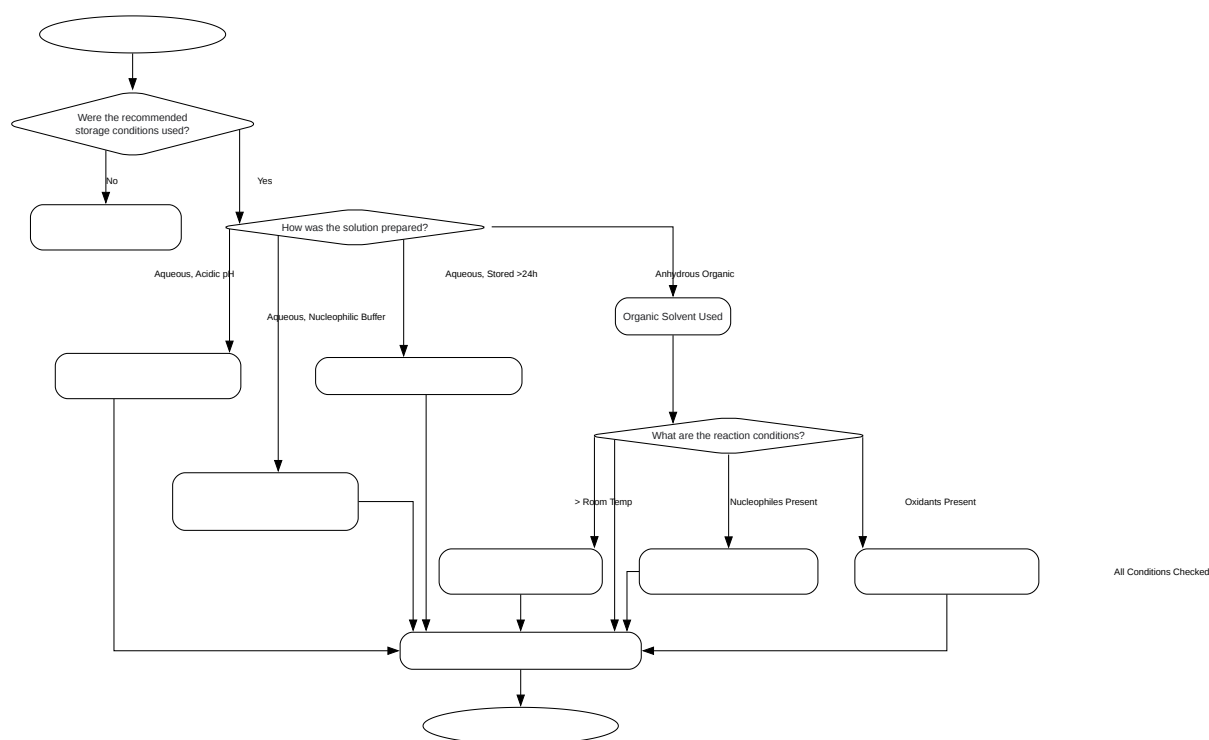 Were the recommended
storage conditions used?
No
Yes
How was the solution prepared?
Aqueous, Acidic pH
Aqueous, Stored >24h
Anhydrous Organic
Aqueous, Nucleophilic Buffer
Organic Solvent Used
What are the reaction conditions?
> Room Temp
Nucleophiles Present
Oxidants Present
All Conditions Checked